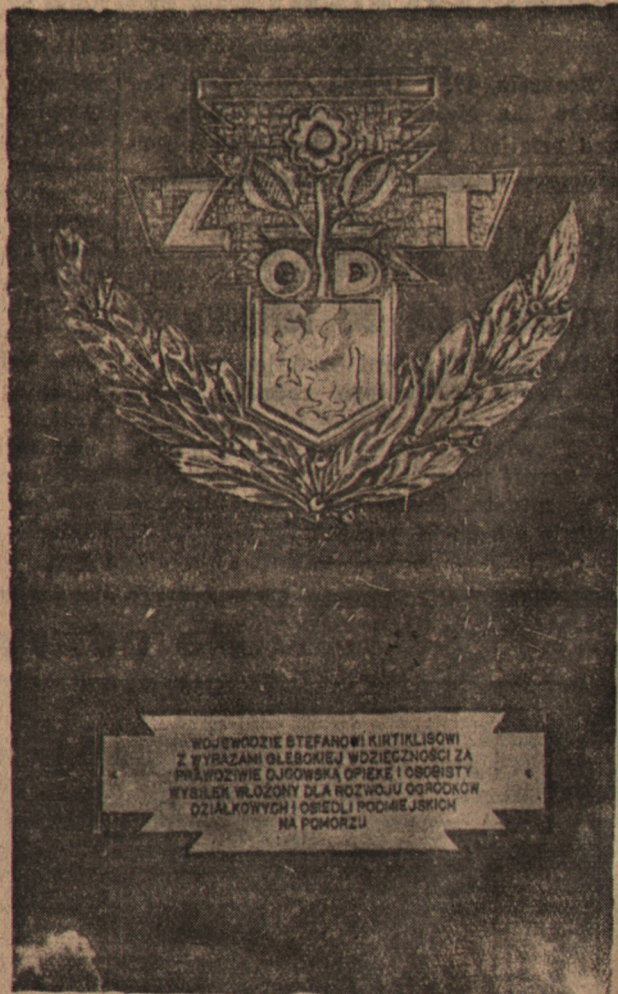 Z T
O D
WOJEWODZIE STEFANOWI KIRTIKLISOWI
Z WYRAZAMI GŁĘBOKIEJ WDZIĘCZNOŚCI ZA
PRAWDZIWIE OJCOWSKĄ OPIEKĘ I OSOBISTY
WYSIŁEK WŁOŻONY DLA ROZWOJU OGRÓDKÓW
DZIAŁKOWYCH I OSIEDLI PODMIEJSKICH
NA POMORZU